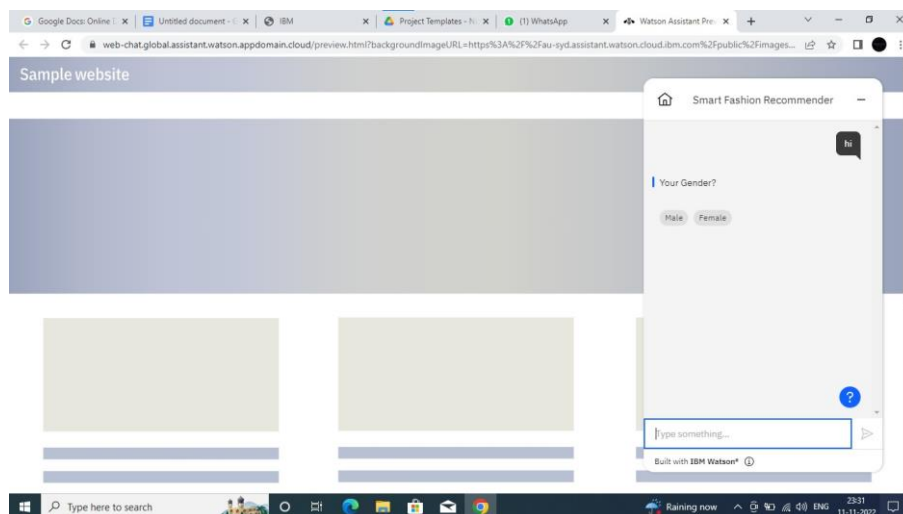 Google Docs: Online
Untitled document -
IBM
Project Templates - N
(1) WhatsApp
Watson Assistant Pre
web-chat.global.assistant.watson.appdomain.cloud/preview.html?backgroundImageURL=https%3A%2F%2Fau-syd.assistant.watson.cloud.ibm.com%2Fpublic%2Fimages...
Sample website
Smart Fashion Recommender
hi
Your Gender?
Male Female
?
Type something...
Built with IBM Watson®
Type here to search
Raining now
ENG
23:31
11-11-2022